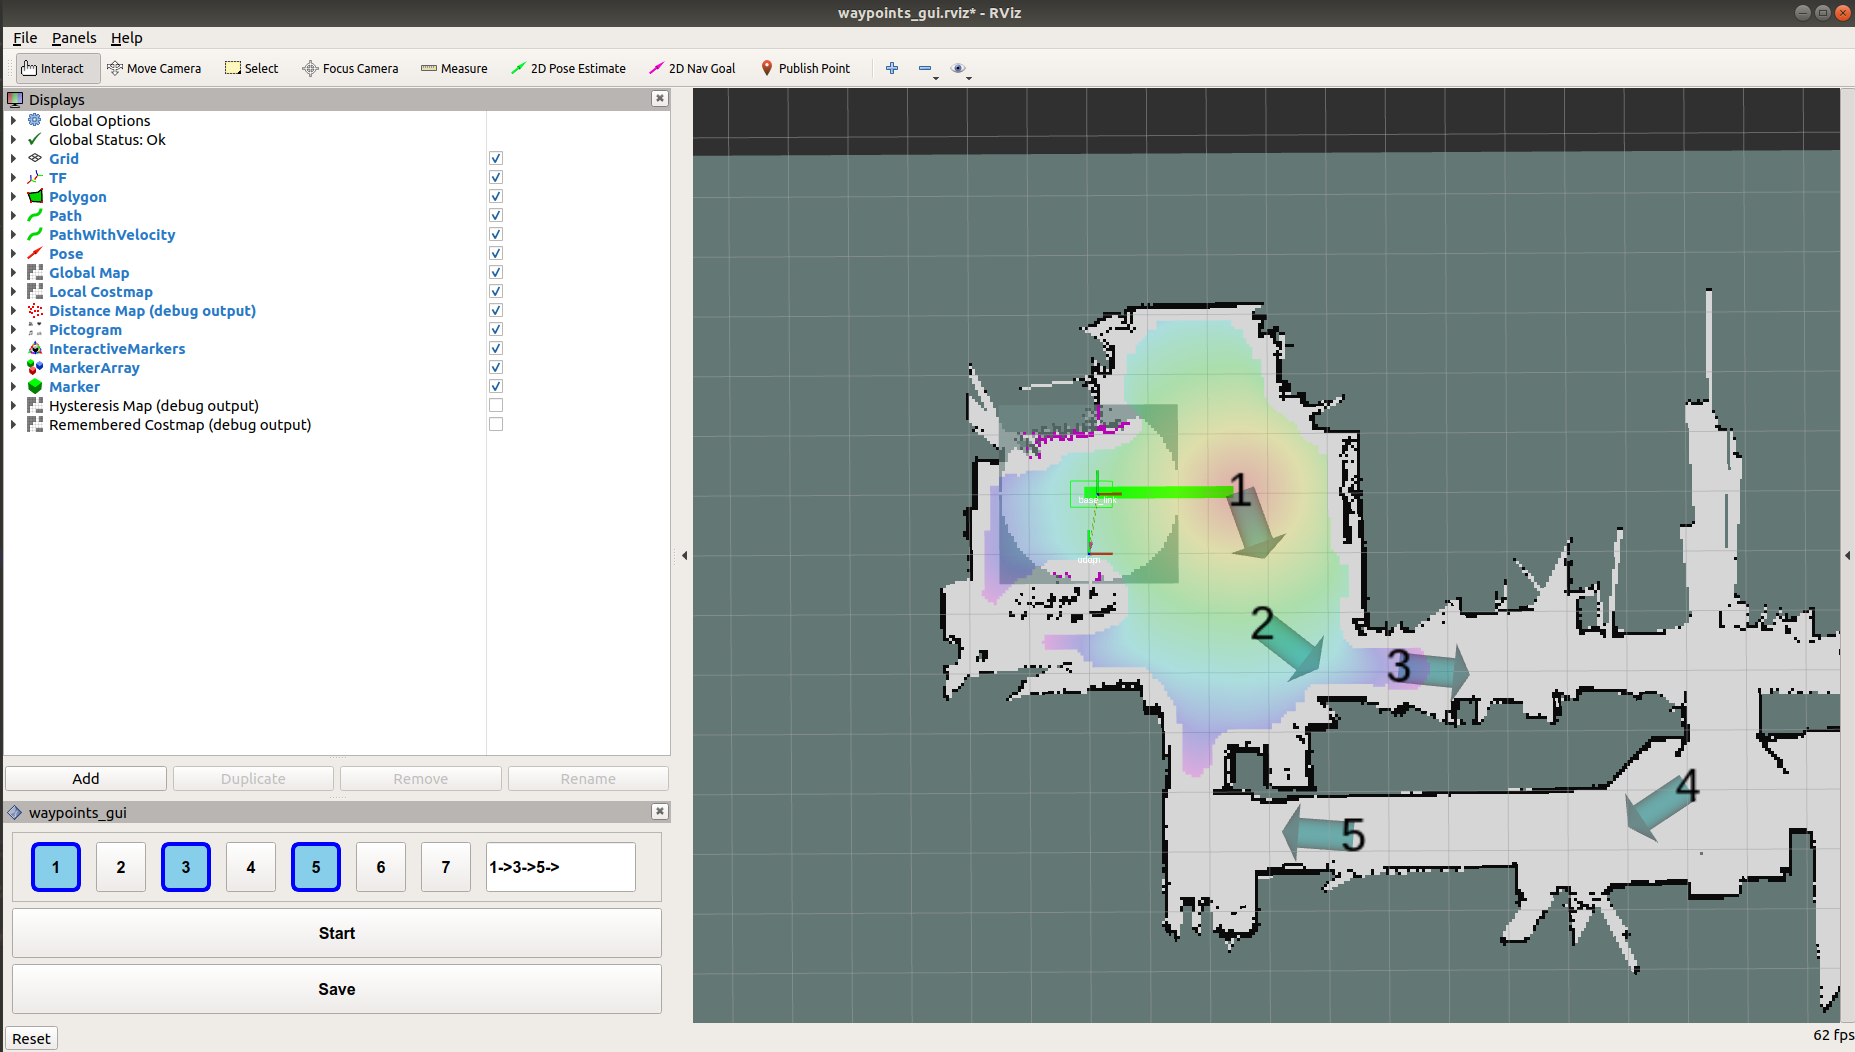 waypoints_gui.rviz* - RViz
File Panels Help
Interact Move Camera Select Focus Camera Measure 2D Pose Estimate 2D Nav Goal Publish Point
Displays
Global Options
Global Status: Ok
Grid
TF
Polygon
Path
PathWithVelocity
Pose
Global Map
Local Costmap
Distance Map (debug output)
Pictogram
InteractiveMarkers
MarkerArray
Marker
Hysteresis Map (debug output)
Remembered Costmap (debug output)
Add Duplicate Remove Rename
waypoints_gui
1 2 3 4 5 6 7 1->3->5->
Start
Save
Reset
1
base_link
odom
2
3
4
5
62 fps